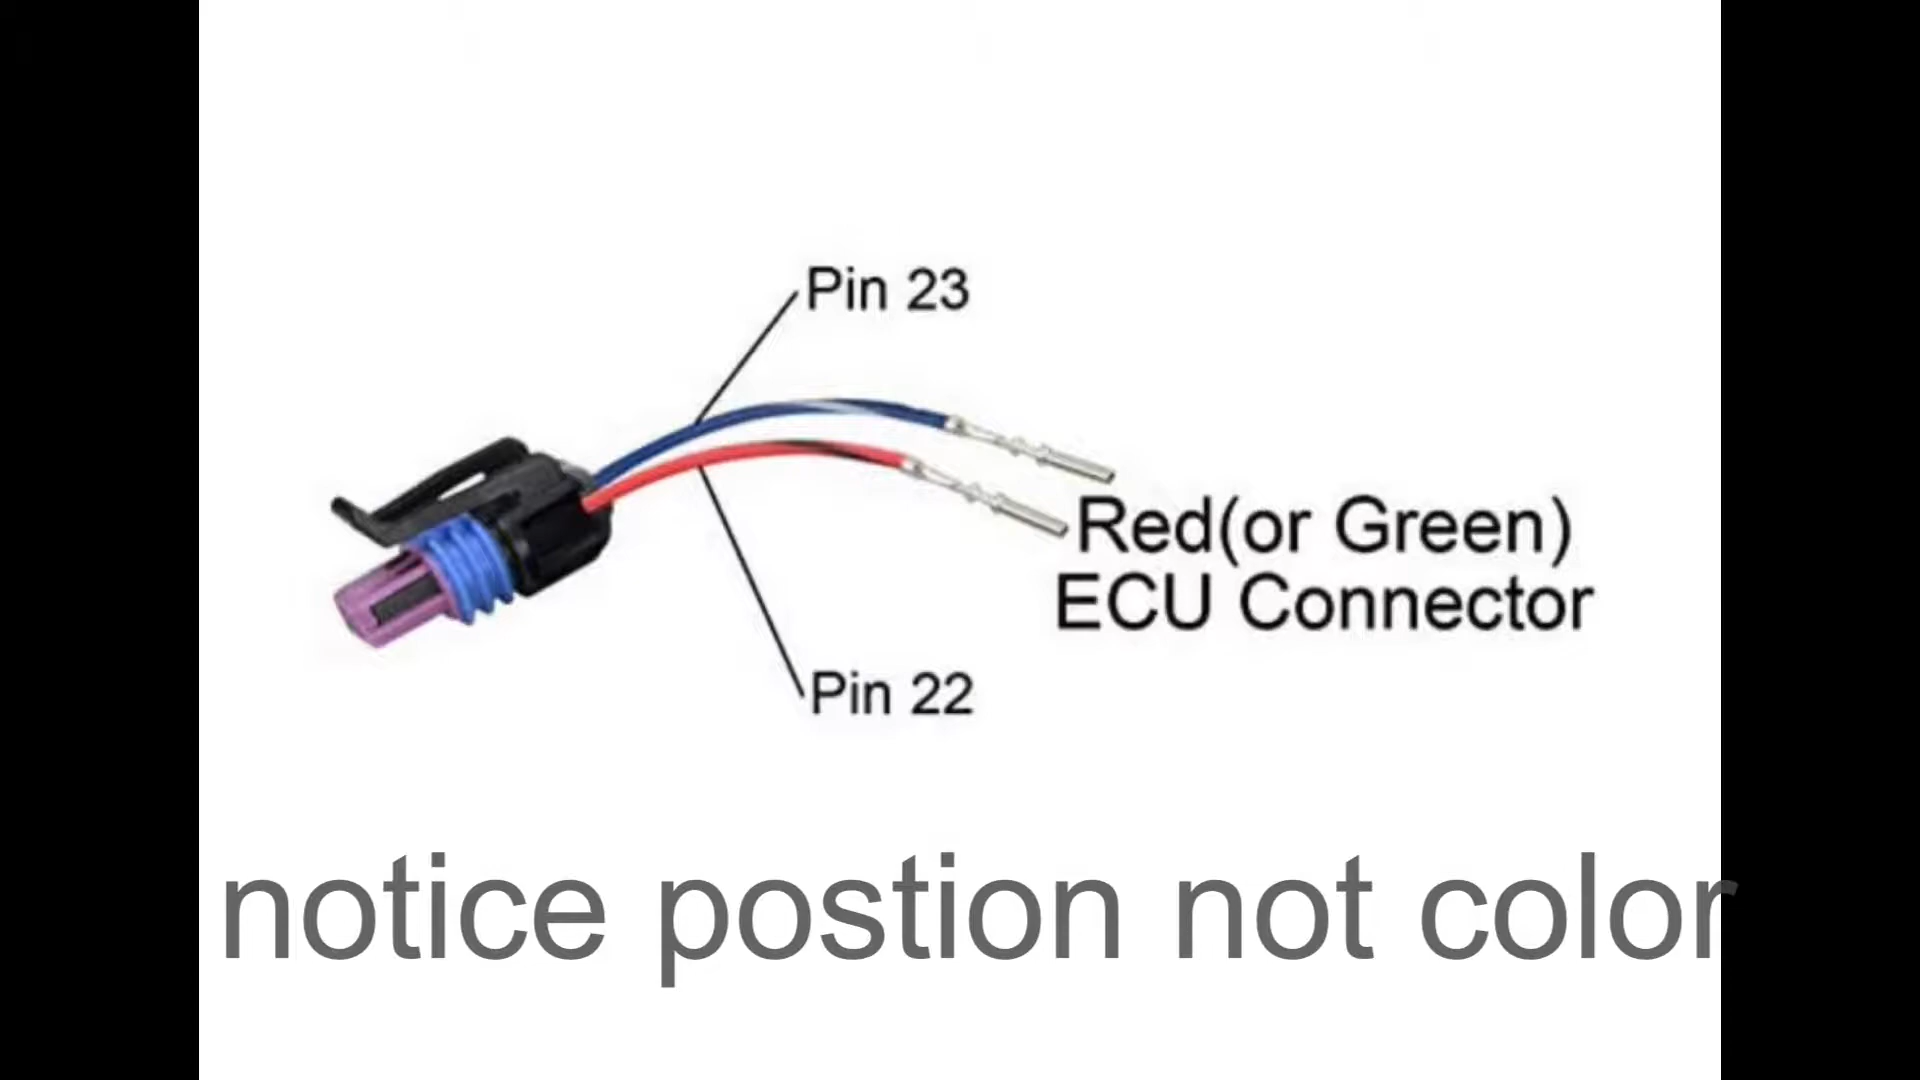 Pin 23
Red(or Green)
ECU Connector
Pin 22
notice postion not color